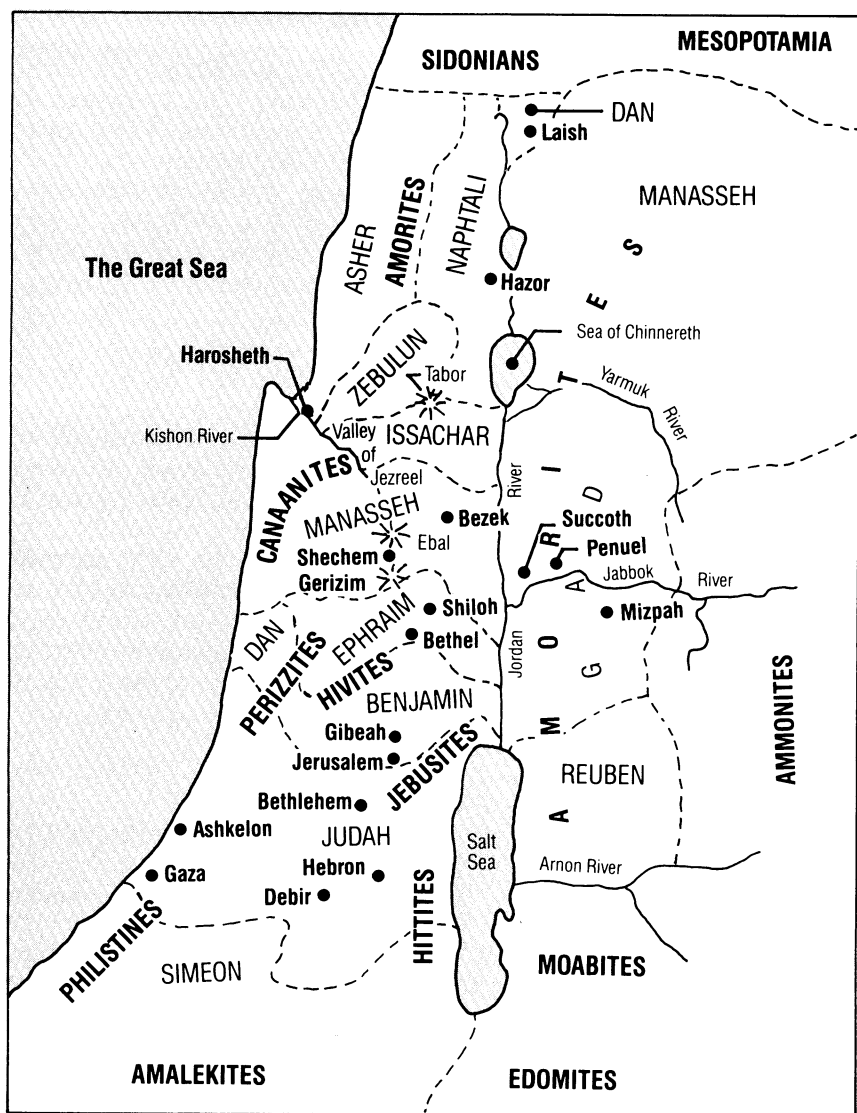 MESOPOTAMIA
SIDONIANS
DAN
Laish
MANASSEH
NAPHTALI
AMORITES
ASHER
The Great Sea
Hazor
Sea of Chinnereth
Harosheth
ZEBULUN
Tabor
Yarmuk
River
Kishon River
Valley
of
Jezreel
ISSACHAR
CANAANITES
MANASSEH
Bezek
River
Succoth
Penuel
Ebal
Shechem
Gerizim
Jabbok
River
GAD
AMORITES
Shiloh
Mizpah
EPHRAIM
DAN
Bethel
Jordan
PERIZZITES
HIVITES
BENJAMIN
Gibeah
Jerusalem
JEBUSITES
AMMONITES
REUBEN
Bethlehem
Ashkelon
JUDAH
Salt
Sea
Arnon River
Gaza
Hebron
Debir
HITTITES
PHILISTINES
SIMEON
MOABITES
AMALEKITES
EDOMITES